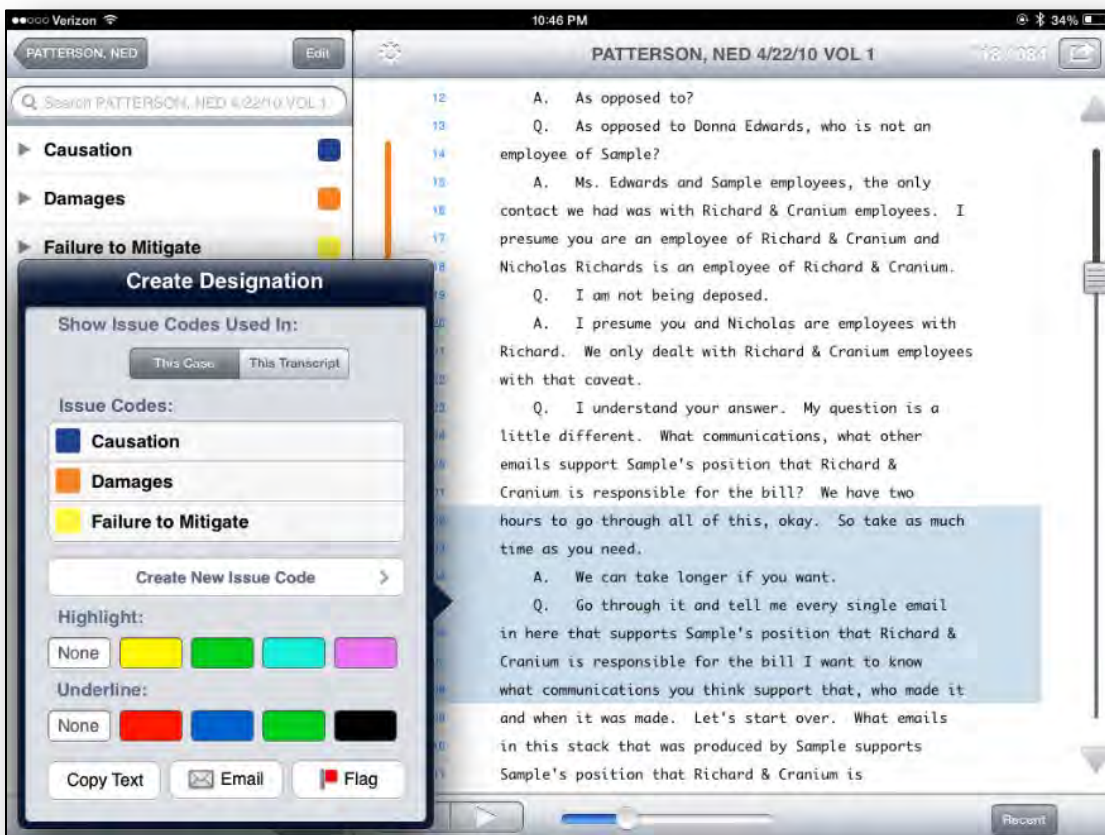 Verizon
10:46 PM
34%
PATTERSON, NED
Edit
PATTERSON, NED 4/22/10 VOL 1
Search PATTERSON, NED 4/22/10 VOL 1
Causation
Damages
Failure to Mitigate
Create Designation
Show Issue Codes Used In:
This Case
This Transcript
Issue Codes:
Causation
Damages
Failure to Mitigate
Create New Issue Code
Highlight:
None
Underline:
None
Copy Text
Email
Flag
12 A. As opposed to?
13 Q. As opposed to Donna Edwards, who is not an
14 employee of Sample?
15 A. Ms. Edwards and Sample employees, the only
16 contact we had was with Richard & Cranium employees. I
17 presume you are an employee of Richard & Cranium and
Nicholas Richards is an employee of Richard & Cranium.
Q. I am not being deposed.
A. I presume you and Nicholas are employees with
Richard. We only dealt with Richard & Cranium employees
with that caveat.
Q. I understand your answer. My question is a
little different. What communications, what other
emails support Sample's position that Richard &
Cranium is responsible for the bill? We have two
hours to go through all of this, okay. So take as much
time as you need.
A. We can take longer if you want.
Q. Go through it and tell me every single email
in here that supports Sample's position that Richard &
Cranium is responsible for the bill I want to know
what communications you think support that, who made it
and when it was made. Let's start over. What emails
in this stack that was produced by Sample supports
Sample's position that Richard & Cranium is
Recent